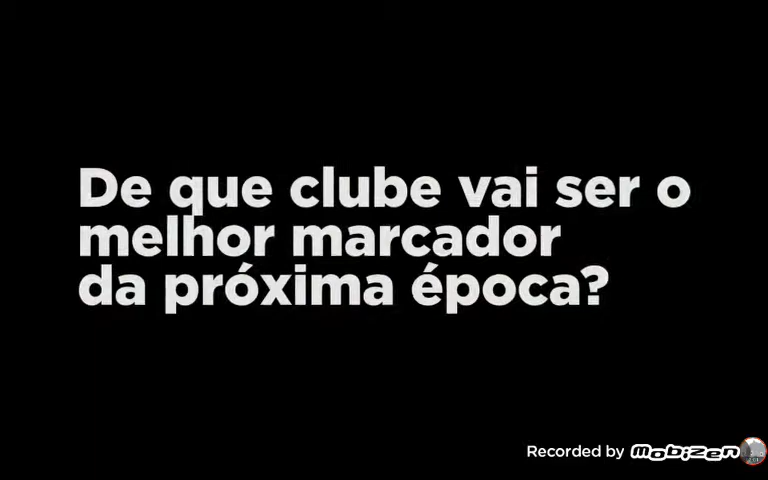 De que clube vai ser o
melhor marcador
da próxima época?
Recorded by Mobizen